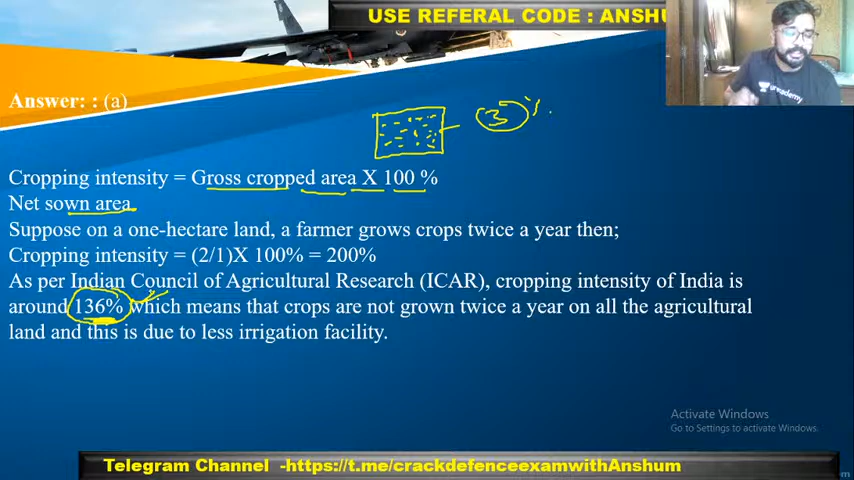 USE REFERAL CODE : ANSHU
unacademy
Answer: : (a)
3 %.
Cropping intensity = Gross cropped area X 100 %
Net sown area
Suppose on a one-hectare land, a farmer grows crops twice a year then;
Cropping intensity = (2/1)X 100% = 200%
As per Indian Council of Agricultural Research (ICAR), cropping intensity of India is
around 136% which means that crops are not grown twice a year on all the agricultural
land and this is due to less irrigation facility.
Activate Windows
Go to Settings to activate Windows.
Telegram Channel -https://t.me/crackdefenceexamwithAnshum